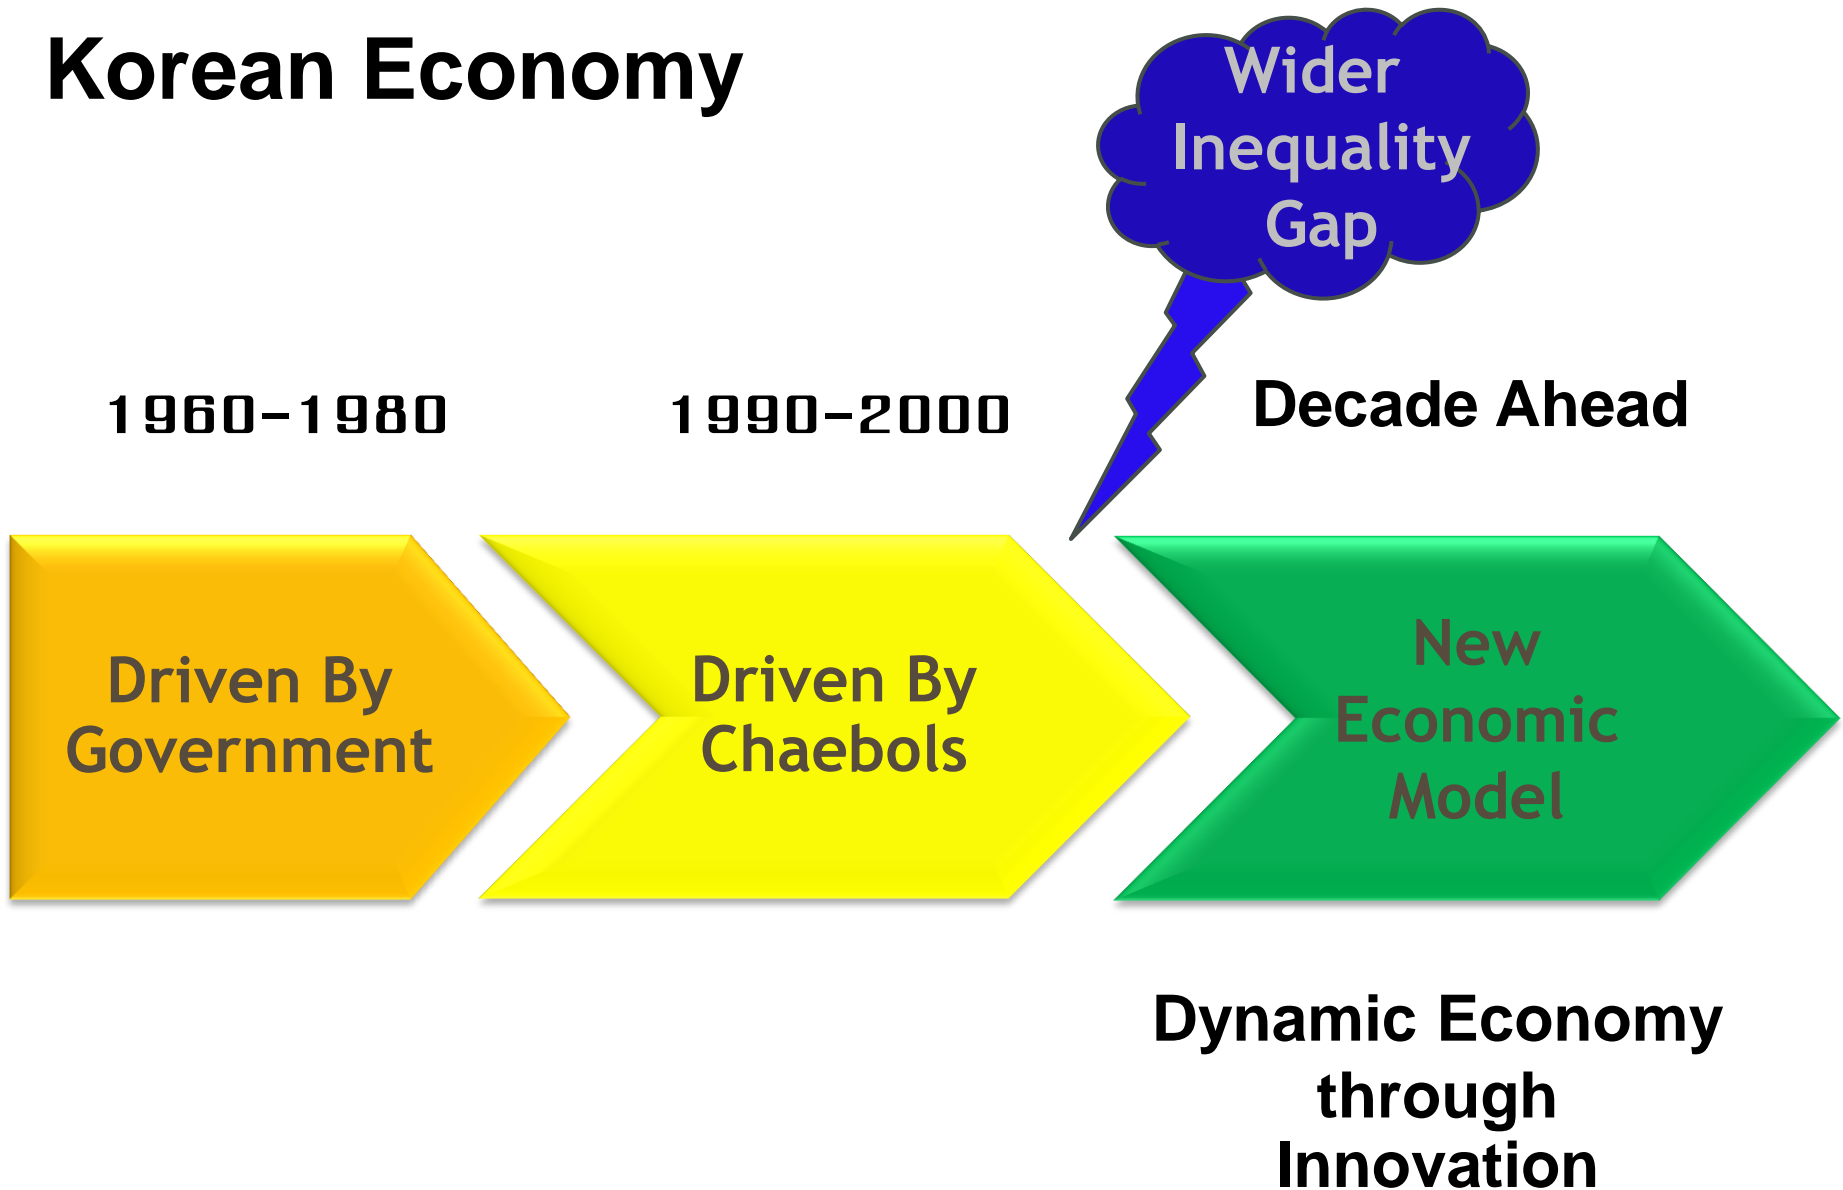 Korean Economy
Wider
Inequality
Gap
1960-1980
1990-2000
Decade Ahead
Driven By
Government
Driven By
Chaebols
New
Economic
Model
Dynamic Economy
through
Innovation